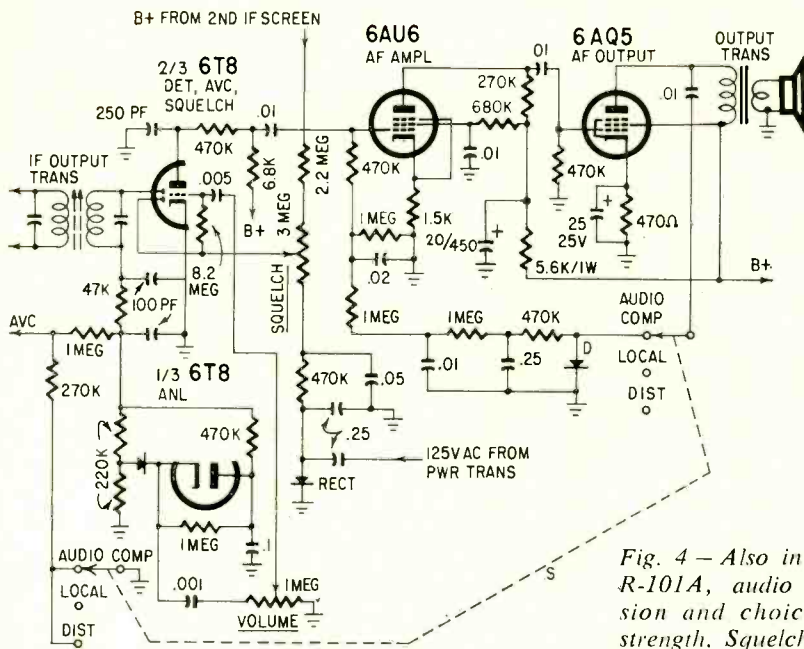 B+ FROM 2ND IF SCREEN
6AU6
AF AMPL
6AQ5
AF OUTPUT
OUTPUT
TRANS
2/3 6T8
DET, AVC,
SQUELCH
250 PF
470K
.01
6.8K
B+
.005
IF OUTPUT
TRANS
8.2
MEG
47K
100 PF
AVC
1MEG
270K
1/3 6T8
ANL
220K
470K
1MEG
.1
.001
1MEG
VOLUME
AUDIO COMP
LOCAL
DIST
2.2 MEG
3 MEG
SQUELCH
470K
.05
.25
125V AC FROM
PWR TRANS
RECT
470K
1MEG
.02
1.5K
20/450
+
1MEG
.01
1MEG
.25
470K
D
.01
680K
270K
.01
470K
25
25V
+
470Ω
.01
5.6K/1W
B+
AUDIO
COMP
LOCAL
DIST
S
Fig. 4 – Also in
R-101A, audio
sion and choic
strength. Squelch